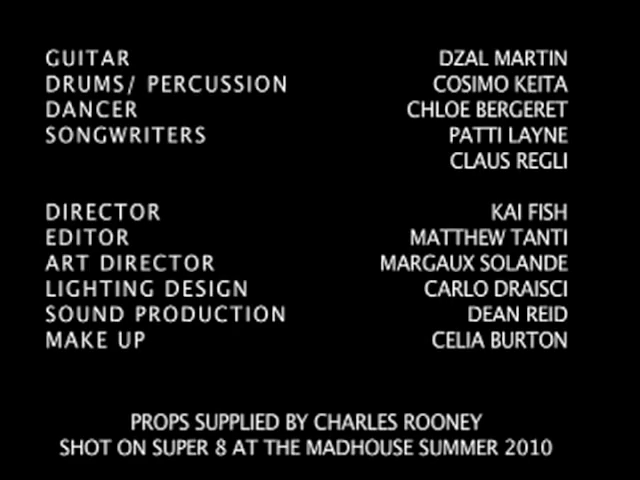 GUITAR DZAL MARTIN
DRUMS/ PERCUSSION COSIMO KEITA
DANCER CHLOE BERGERET
SONGWRITERS PATTI LAYNE
CLAUS REGLI
DIRECTOR KAI FISH
EDITOR MATTHEW TANTI
ART DIRECTOR MARGAUX SOLANDE
LIGHTING DESIGN CARLO DRAISCI
SOUND PRODUCTION DEAN REID
MAKE UP CELIA BURTON
PROPS SUPPLIED BY CHARLES ROONEY
SHOT ON SUPER 8 AT THE MADHOUSE SUMMER 2010